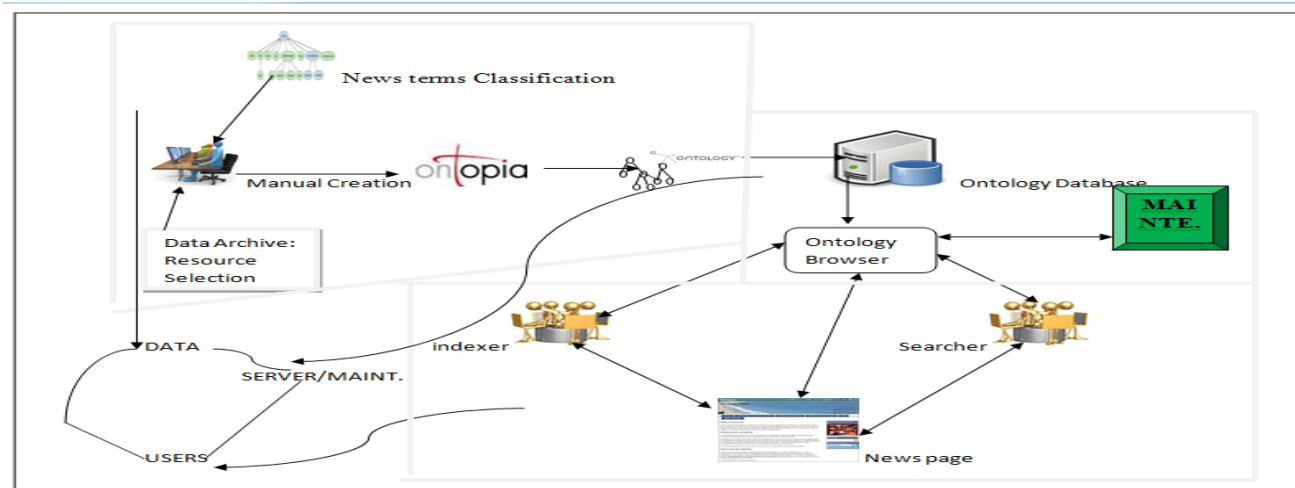 News terms Classification
Manual Creation
ontopia
ONTOLOGY
Ontology Database
MAI
NTE.
Data Archive:
Resource
Selection
Ontology
Browser
DATA
SERVER/MAINT.
indexer
Searcher
USERS
News page